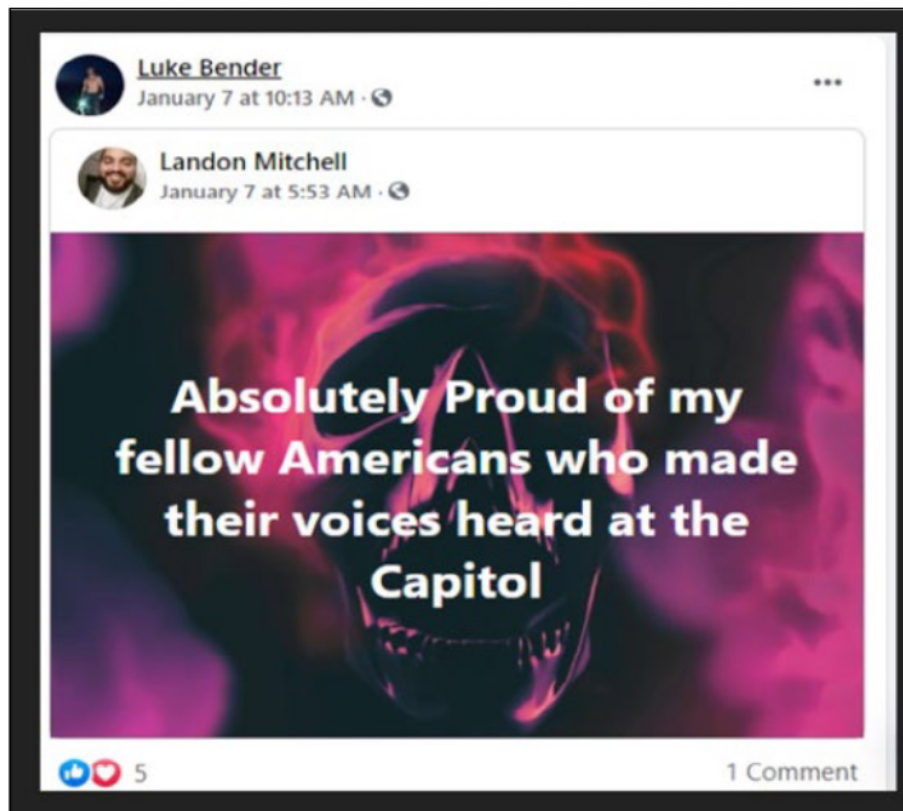 Luke Bender
January 7 at 10:13 AM ·
Landon Mitchell
January 7 at 5:53 AM ·
Absolutely Proud of my
fellow Americans who made
their voices heard at the
Capitol
5
1 Comment